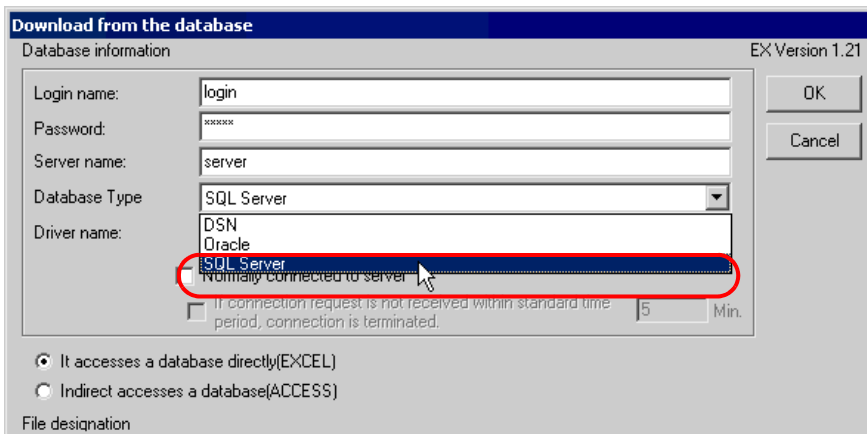 Download from the database
Database information EX Version 1.21
Login name: login OK
Password: *****
Cancel
Server name: server
Database Type SQL Server
Driver name: DSN
Oracle
SQL Server
Normally connected to server
If connection request is not received within standard time
period, connection is terminated. 5 Min.
It accesses a database directly(EXCEL)
Indirect accesses a database(ACCESS)
File designation